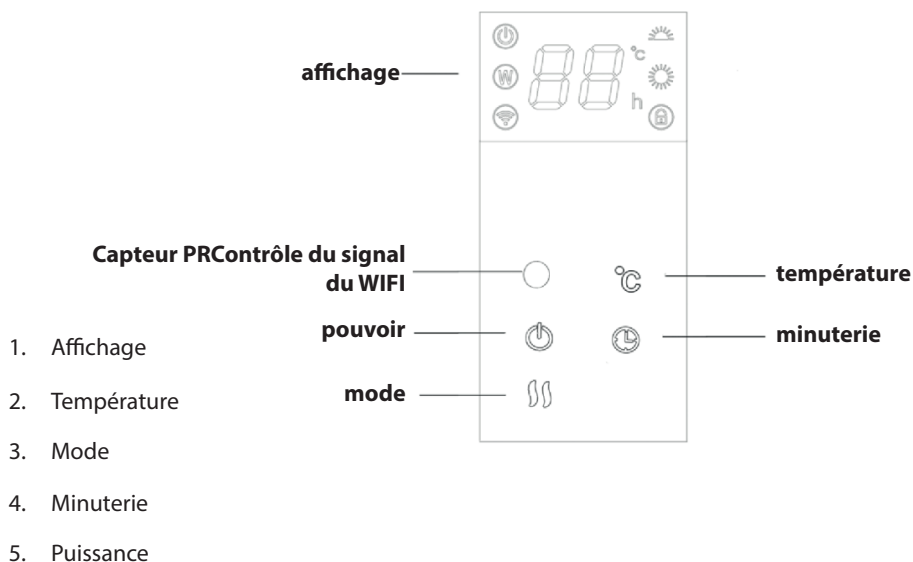 affichage
88
°C
W
h
Capteur PRContrôle du signal
du WIFI
°C
température
pouvoir
minuterie
mode
1. Affichage
2. Température
3. Mode
4. Minuterie
5. Puissance